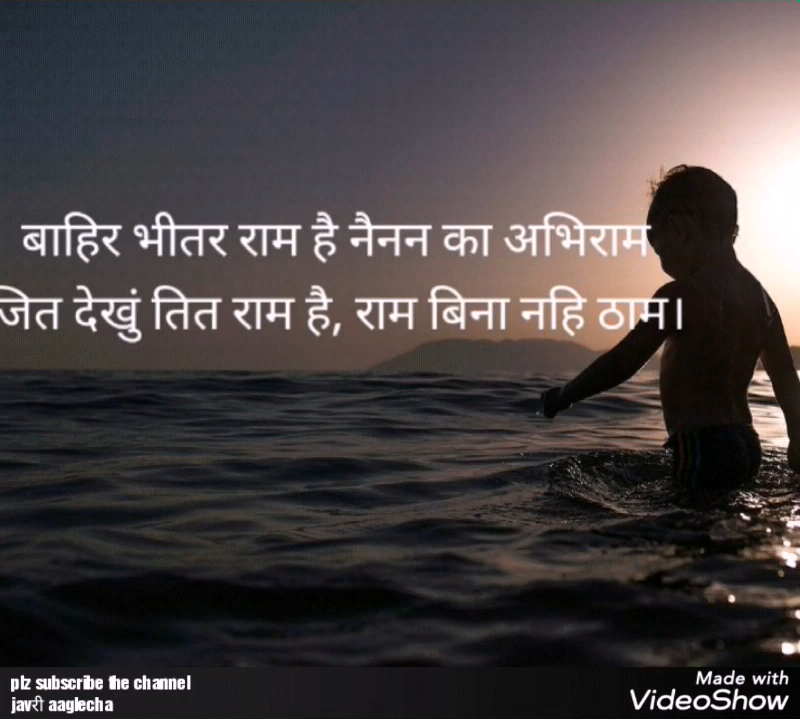 बाहिर भीतर राम है नैनन का अभिराम
जित देखुं तित राम है, राम बिना नहि ठाम।
plz subscribe the channel
javरी aaglecha
Made with
VideoShow